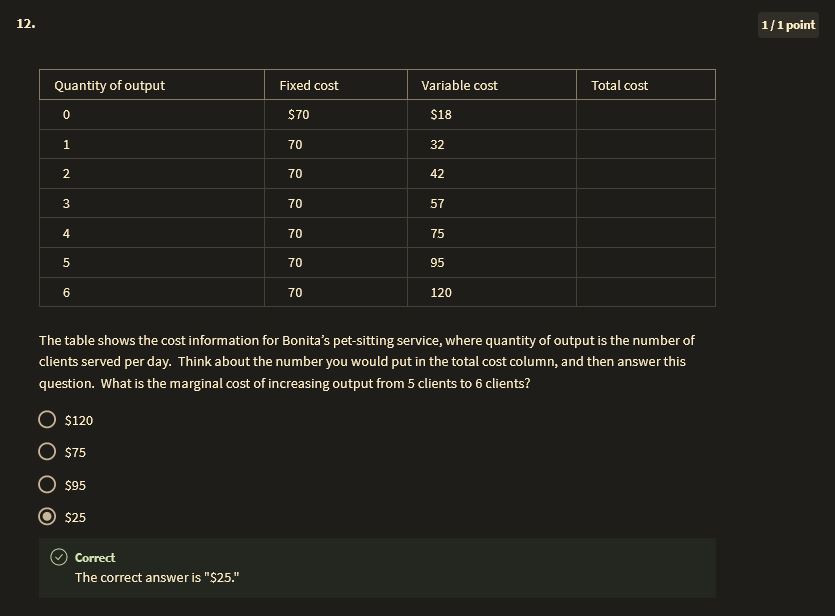 12.
1 / 1 point
Quantity of output Fixed cost Variable cost Total cost
0 $70 $18
1 70 32
2 70 42
3 70 57
4 70 75
5 70 95
6 70 120
The table shows the cost information for Bonita’s pet-sitting service, where quantity of output is the number of
clients served per day.  Think about the number you would put in the total cost column, and then answer this
question.  What is the marginal cost of increasing output from 5 clients to 6 clients?
$120
$75
$95
$25
Correct
The correct answer is "$25."